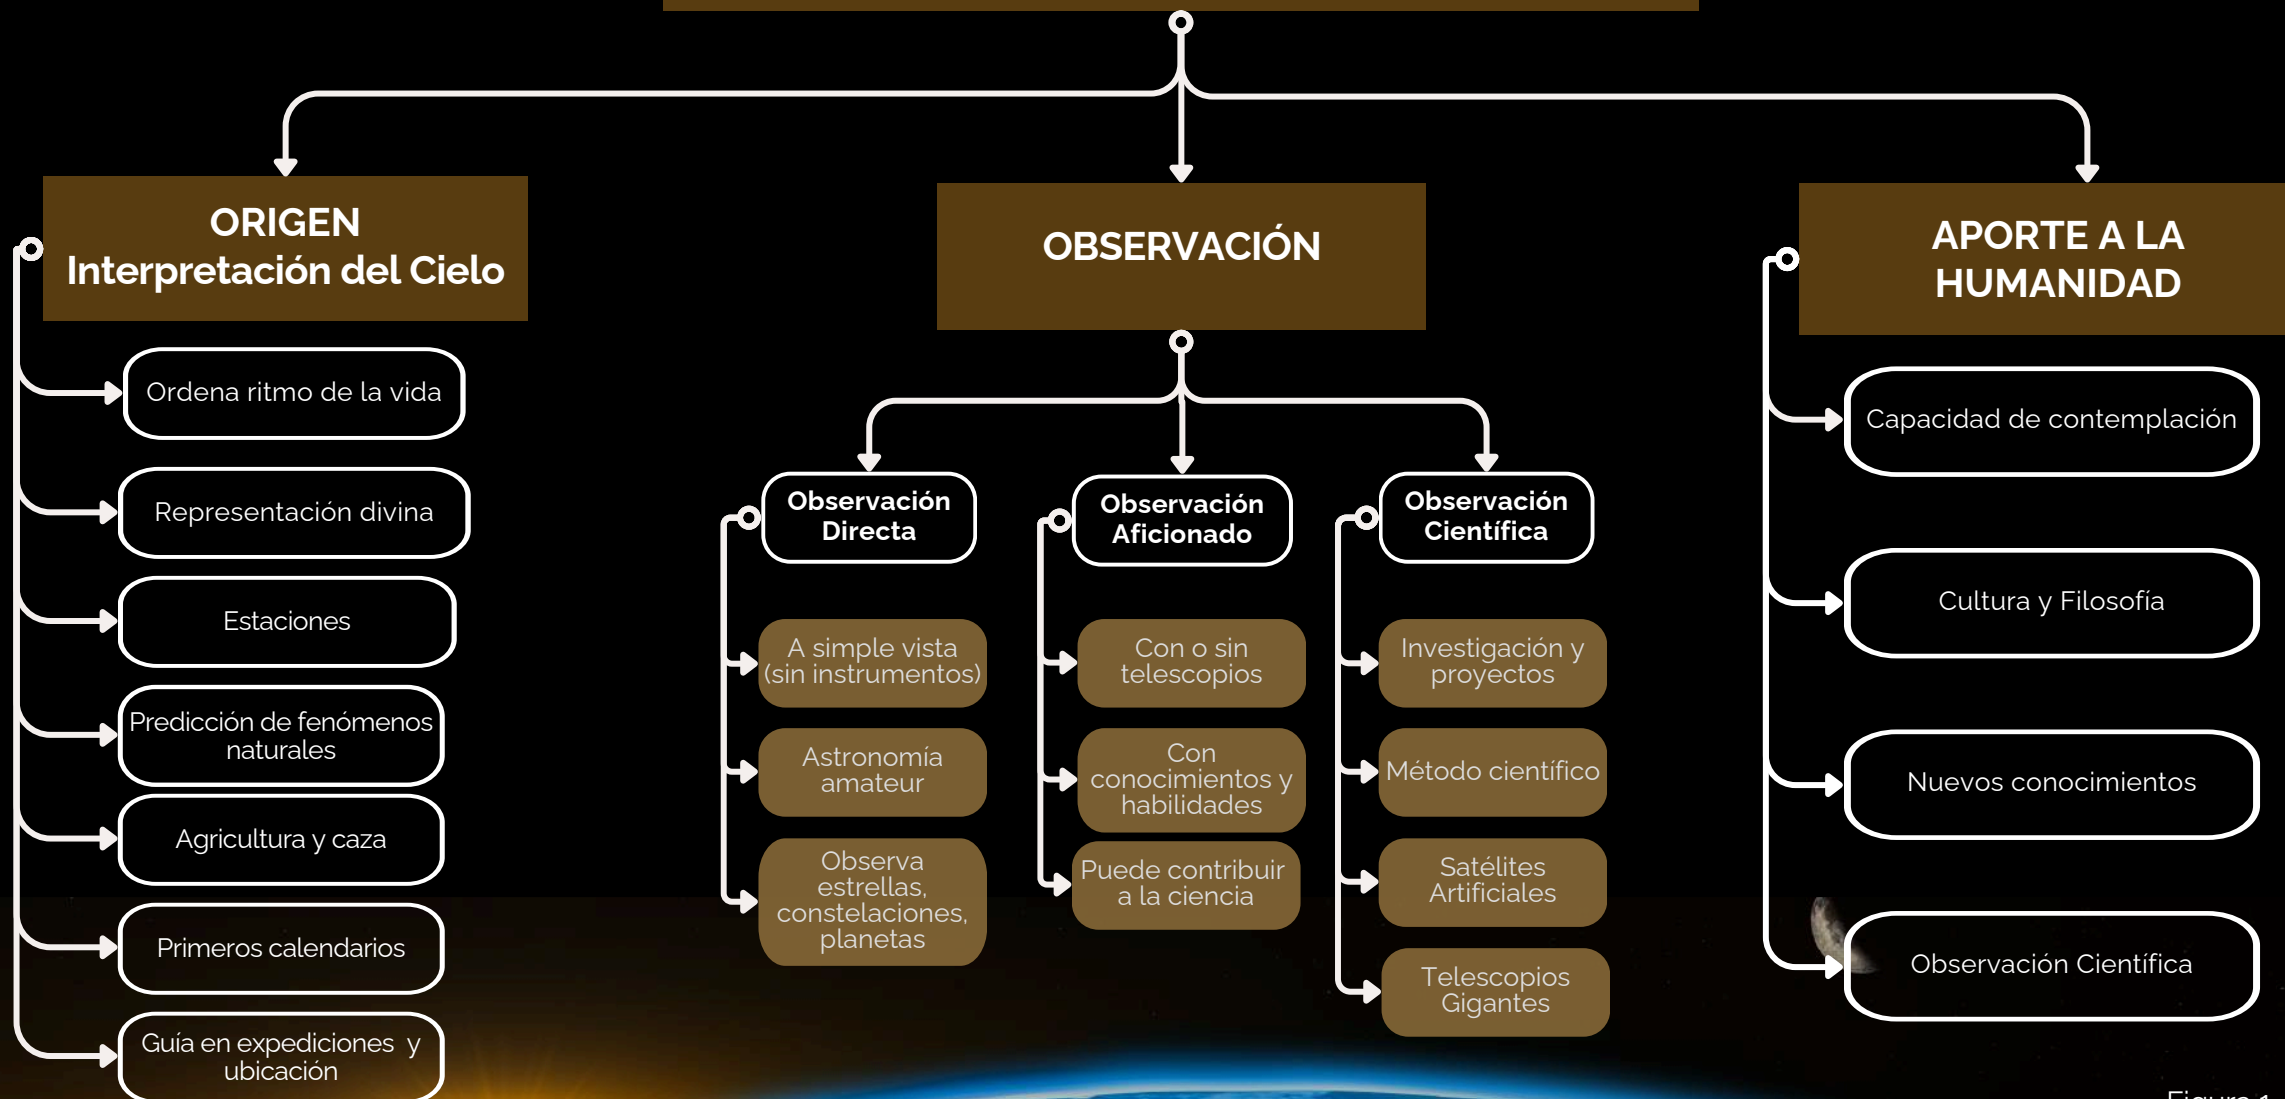 ORIGEN
Interpretación del Cielo
Ordena ritmo de la vida
Representación divina
Estaciones
Predicción de fenómenos
naturales
Agricultura y caza
Primeros calendarios
Guía en expediciones y
ubicación
OBSERVACIÓN
Observación
Directa
A simple vista
(sin instrumentos)
Astronomía
amateur
Observa
estrellas,
constelaciones,
planetas
Observación
Aficionado
Con o sin
telescopios
Con
conocimientos y
habilidades
Puede contribuir
a la ciencia
Observación
Científica
Investigación y
proyectos
Método científico
Satélites
Artificiales
Telescopios
Gigantes
APORTE A LA
HUMANIDAD
Capacidad de contemplación
Cultura y Filosofía
Nuevos conocimientos
Observación Científica
Figura 1